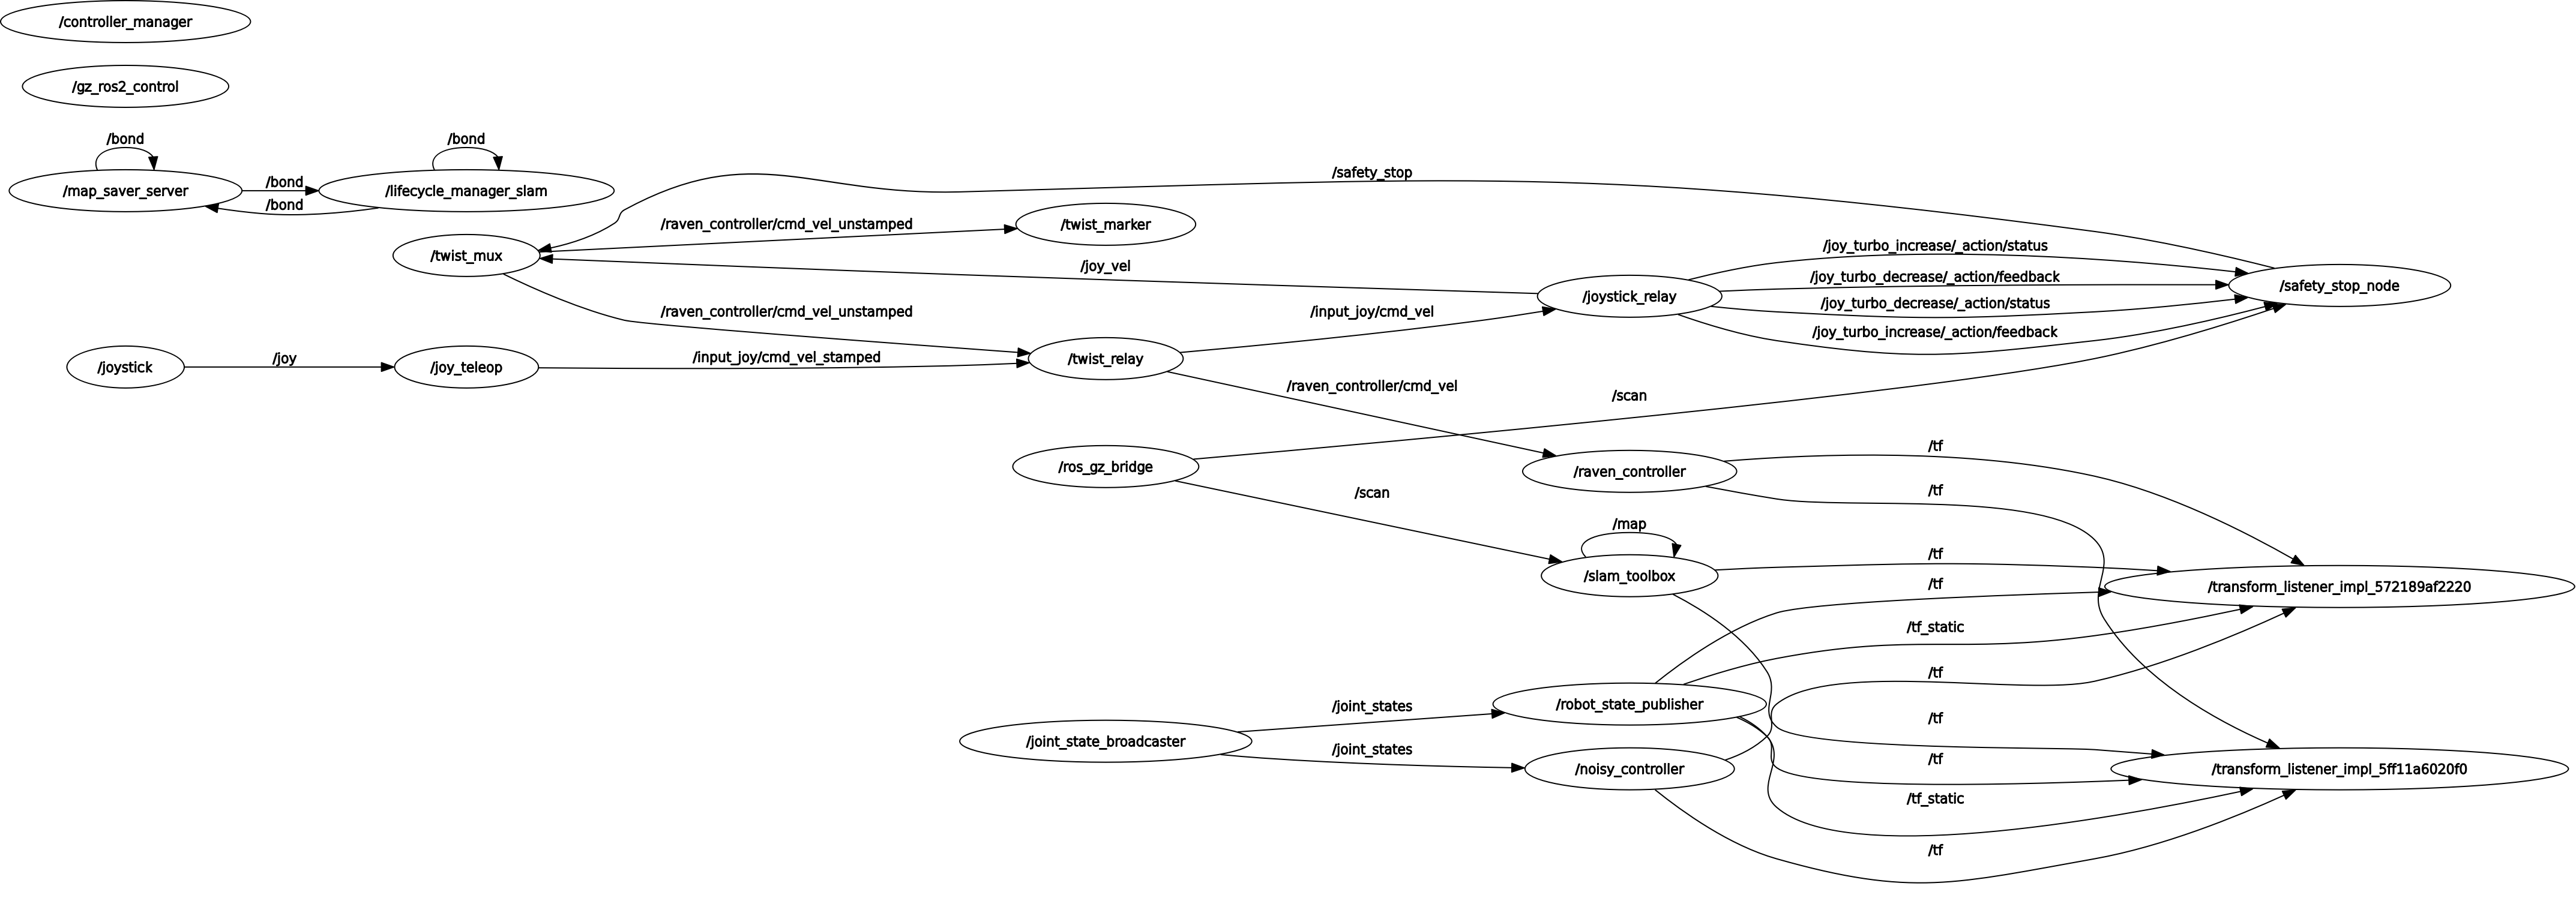 /controller_manager
/gz_ros2_control
/bond
/bond
/map_saver_server
/bond
/bond
/lifecycle_manager_slam
/safety_stop
/raven_controller/cmd_vel_unstamped
/twist_marker
/twist_mux
/joy_vel
/raven_controller/cmd_vel_unstamped
/joystick
/joy
/joy_teleop
/input_joy/cmd_vel_stamped
/twist_relay
/input_joy/cmd_vel
/raven_controller/cmd_vel
/joystick_relay
/joy_turbo_increase/_action/status
/joy_turbo_decrease/_action/feedback
/joy_turbo_decrease/_action/status
/joy_turbo_increase/_action/feedback
/safety_stop_node
/scan
/ros_gz_bridge
/scan
/raven_controller
/tf
/tf
/map
/slam_toolbox
/tf
/tf
/tf_static
/transform_listener_impl_572189af2220
/tf
/joint_states
/robot_state_publisher
/tf
/joint_state_broadcaster
/joint_states
/noisy_controller
/tf
/tf_static
/transform_listener_impl_5ff11a6020f0
/tf